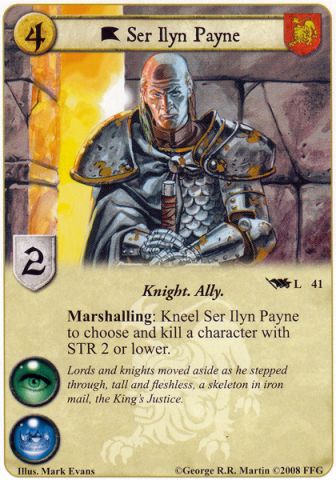 4
Ser Ilyn Payne
2
L 41
Knight. Ally.
Marshalling: Kneel Ser Ilyn Payne
to choose and kill a character with
STR 2 or lower.
Lords and knights moved aside as he stepped
through, tall and fleshless, a skeleton in iron
mail, the King's Justice.
Illus. Mark Evans ©George R.R. Martin ©2008 FFG